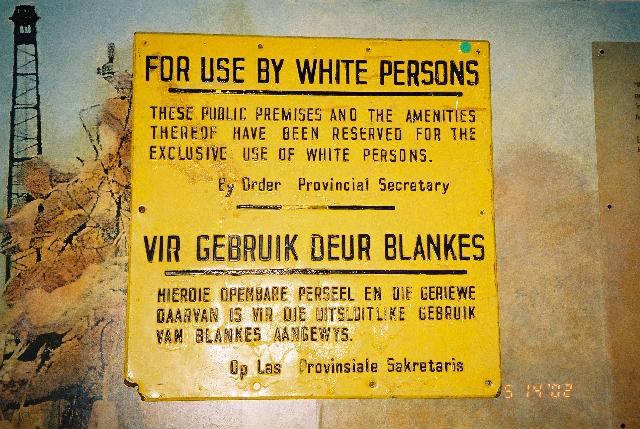 FOR USE BY WHITE PERSONS
THESE PUBLIC PREMISES AND THE AMENITIES
THEREOF HAVE BEEN RESERVED FOR THE
EXCLUSIVE USE OF WHITE PERSONS.
By Order Provincial Secretary
VIR GEBRUIK DEUR BLANKES
HIERDIE OPENBARE PERSEEL EN DIE GERIEWE
DAARVAN IS VIR DIE UITSLUITLIKE GEBRUIK
VAN BLANKES AANGEWYS.
Op Las Provinsiale Sekretaris
5 14 '02